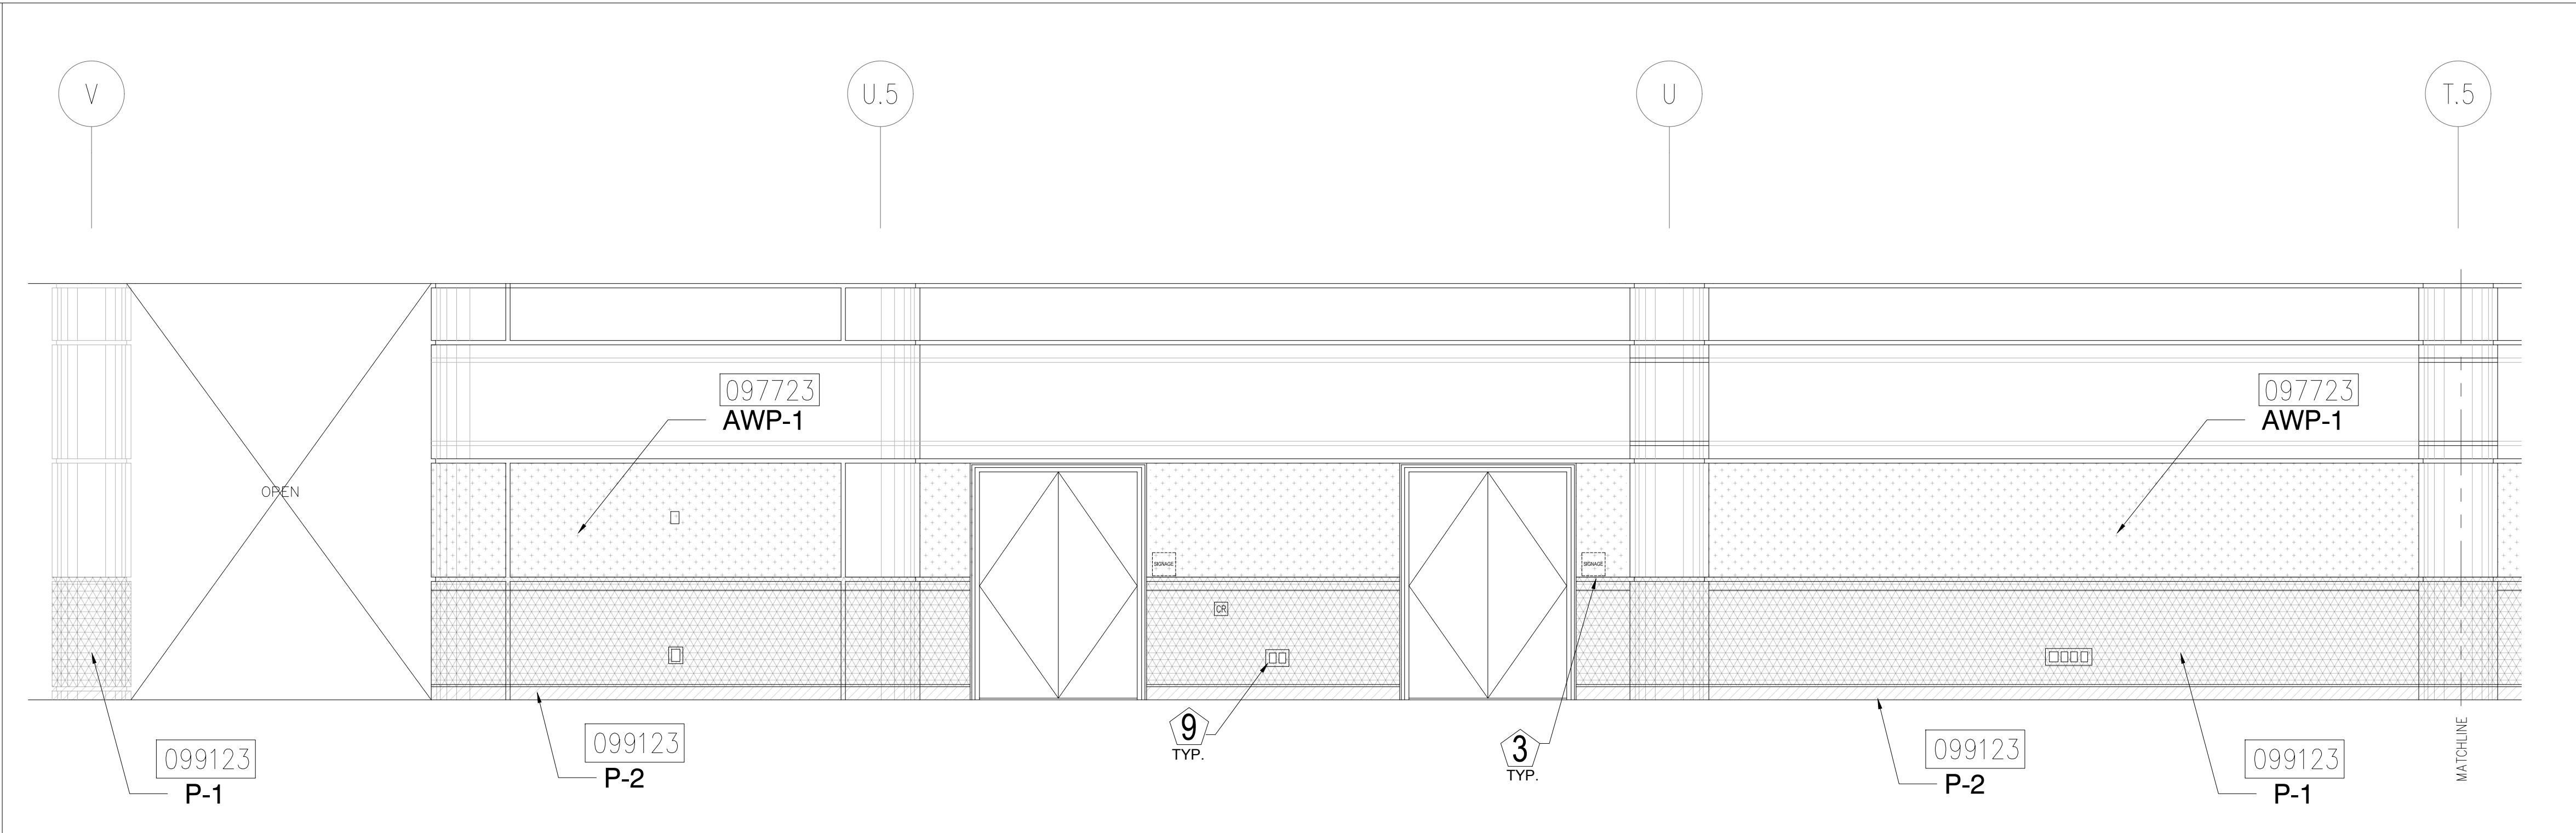 V
U.5
U
T.5
097723
AWP-1
097723
AWP-1
OPEN
SIGNAGE
SIGNAGE
CR
099123
P-1
099123
P-2
9
TYP.
3
TYP.
099123
P-2
099123
P-1
MATCHLINE